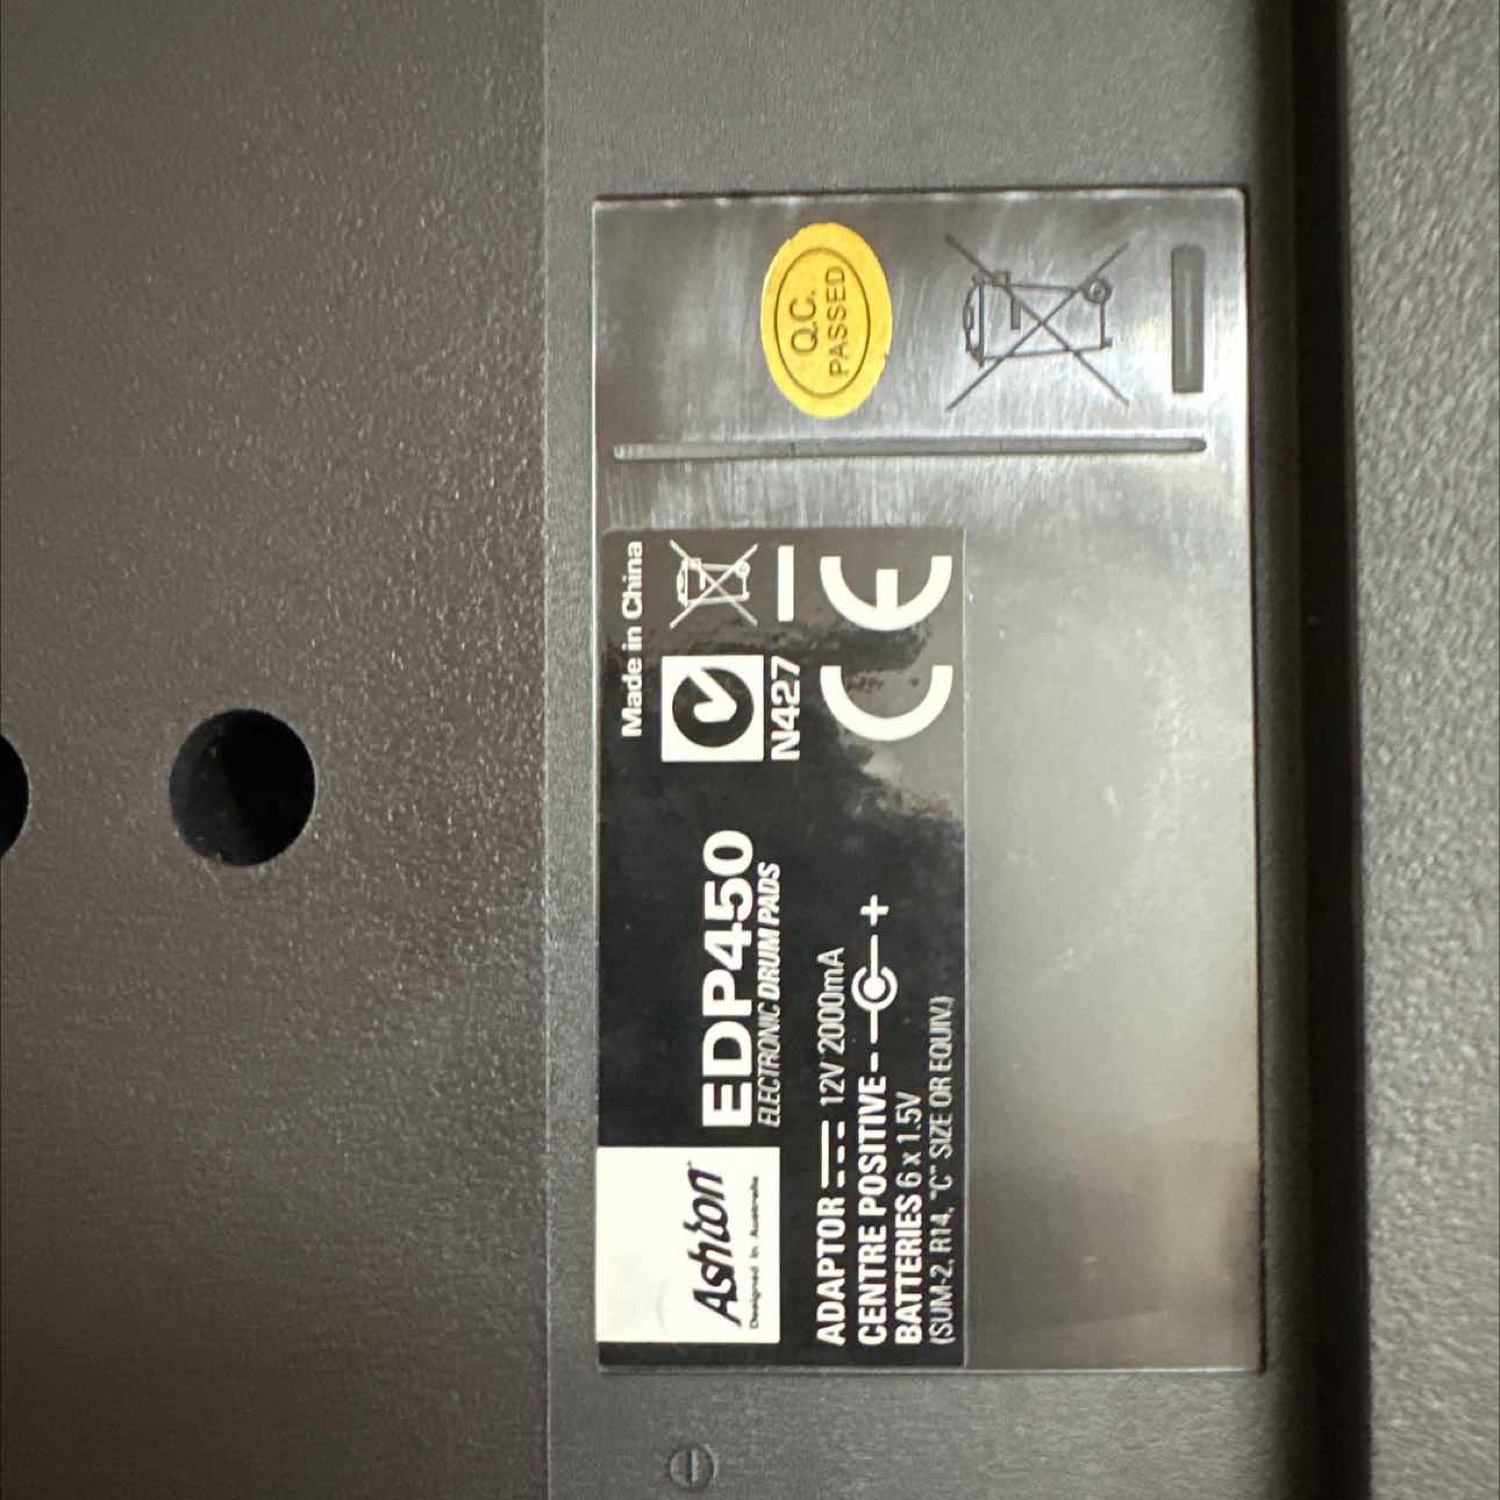 Ashton
Designed in Australia
EDP450
ELECTRONIC DRUM PADS
Made in China
N427
CE
ADAPTOR 12V 2000mA
CENTRE POSITIVE - +
BATTERIES 6 x 1.5V
(SUM-2, R14, "C" SIZE OR EQUIV.)
Q.C.
PASSED